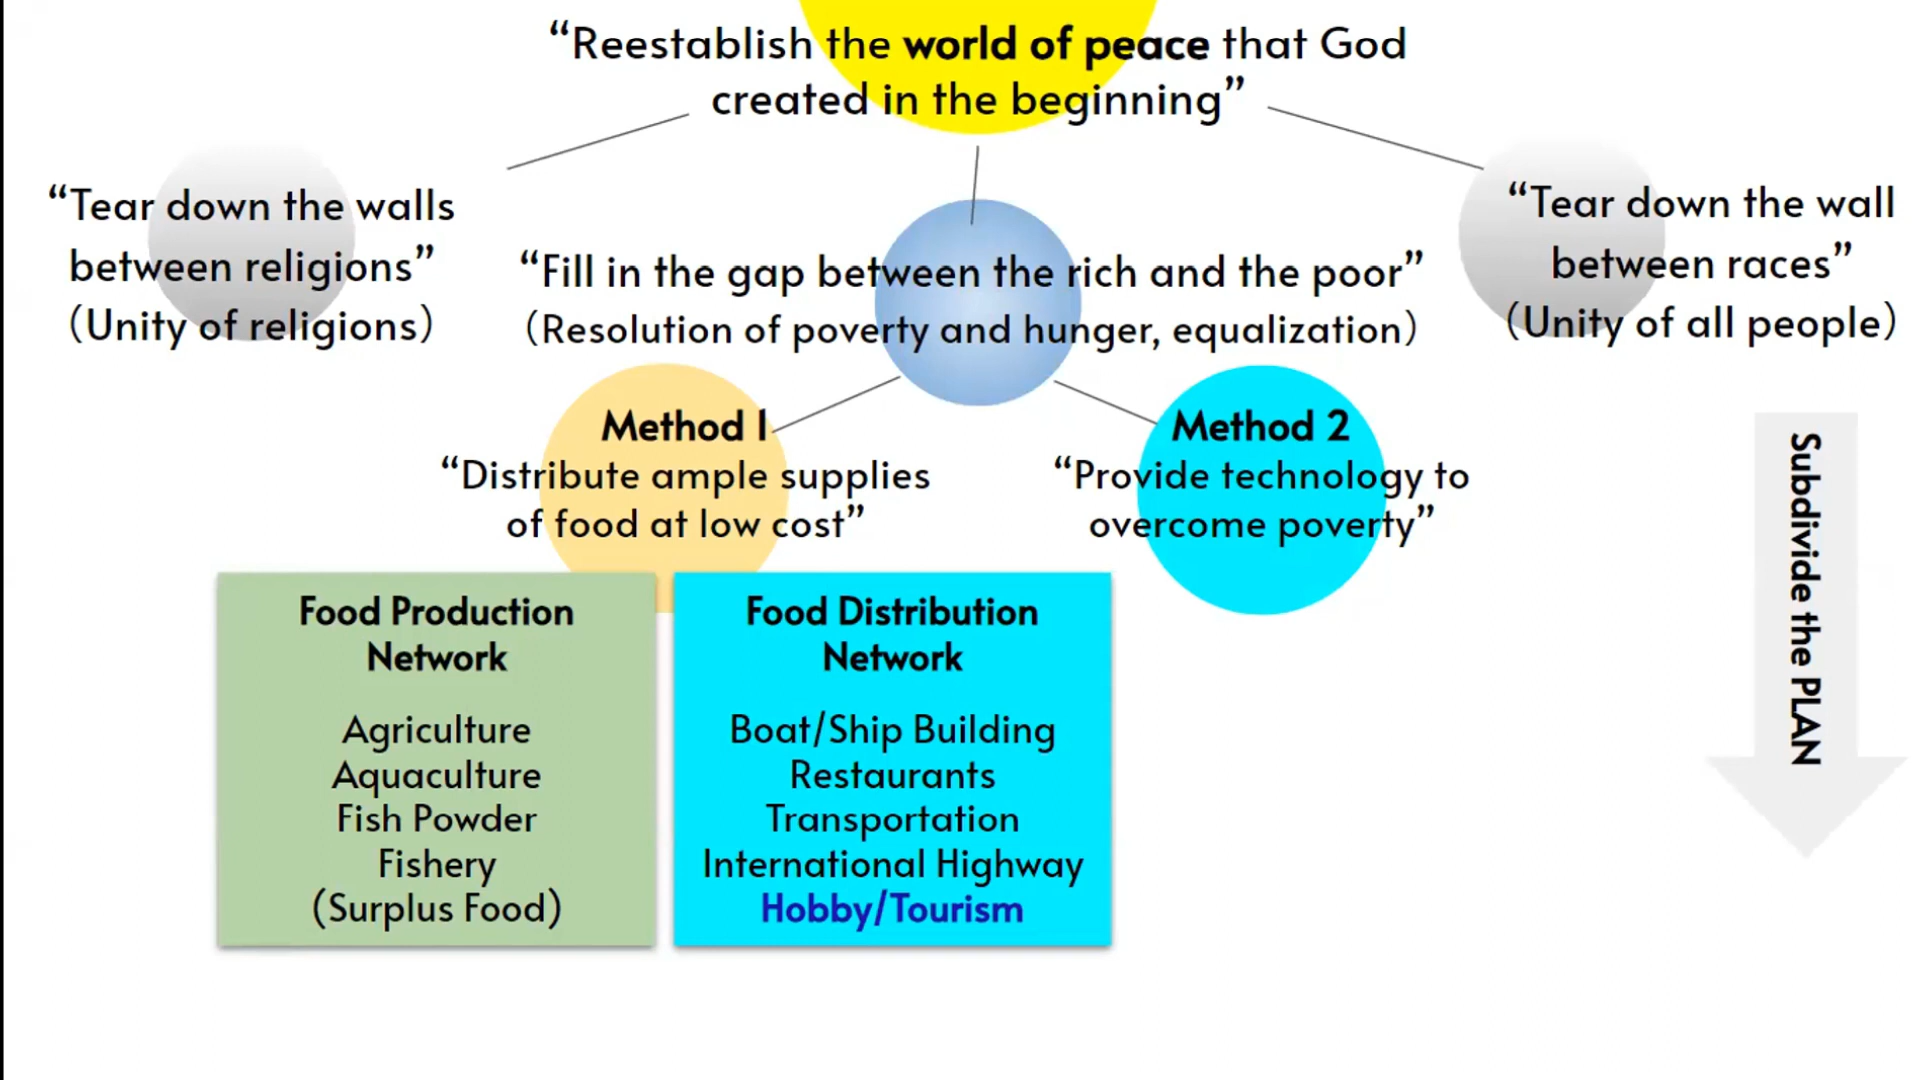 “Reestablish the world of peace that God
created in the beginning”
“Tear down the walls
between religions”
(Unity of religions)
“Fill in the gap between the rich and the poor”
(Resolution of poverty and hunger, equalization)
“Tear down the wall
between races”
(Unity of all people)
Method 1
“Distribute ample supplies
of food at low cost”
Method 2
“Provide technology to
overcome poverty”
Food Production
Network
Agriculture
Aquaculture
Fish Powder
Fishery
(Surplus Food)
Food Distribution
Network
Boat/Ship Building
Restaurants
Transportation
International Highway
Hobby/Tourism
Subdivide the PLAN